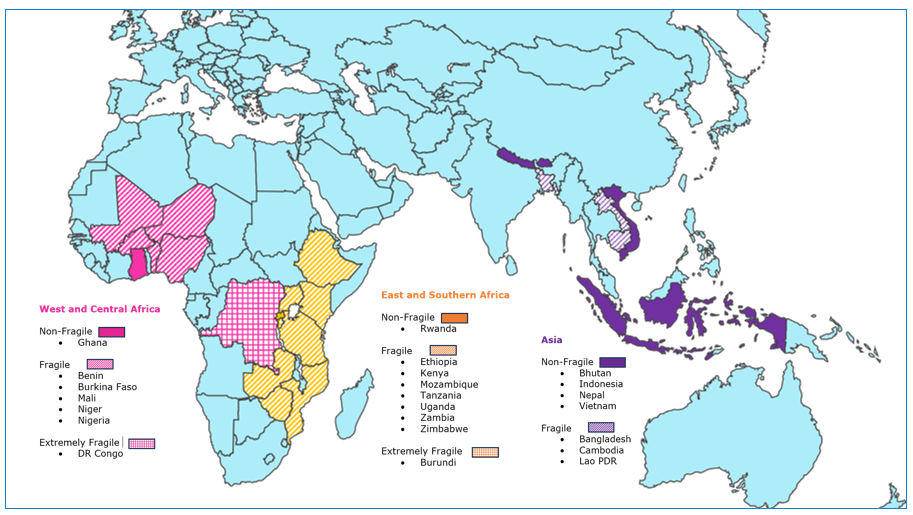 West and Central Africa
Non-Fragile
• Ghana
Fragile
• Benin
• Burkina Faso
• Mali
• Niger
• Nigeria
Extremely Fragile
• DR Congo
East and Southern Africa
Non-Fragile
• Rwanda
Fragile
• Ethiopia
• Kenya
• Mozambique
• Tanzania
• Uganda
• Zambia
• Zimbabwe
Extremely Fragile
• Burundi
Asia
Non-Fragile
• Bhutan
• Indonesia
• Nepal
• Vietnam
Fragile
• Bangladesh
• Cambodia
• Lao PDR